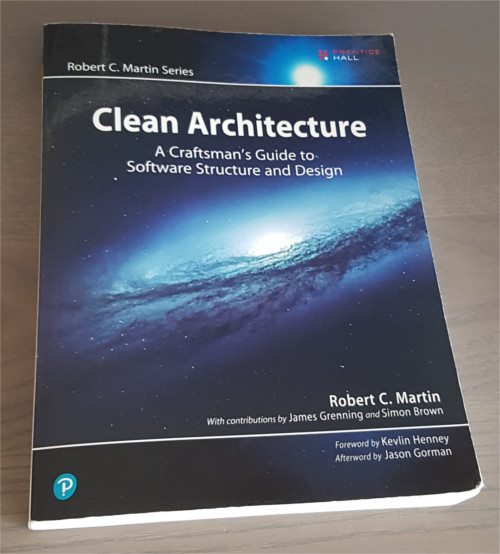 Robert C. Martin Series
PRENTICE
HALL
Clean Architecture
A Craftsman's Guide to
Software Structure and Design
Robert C. Martin
With contributions by James Grenning and Simon Brown
Foreword by Kevlin Henney
Afterword by Jason Gorman
P